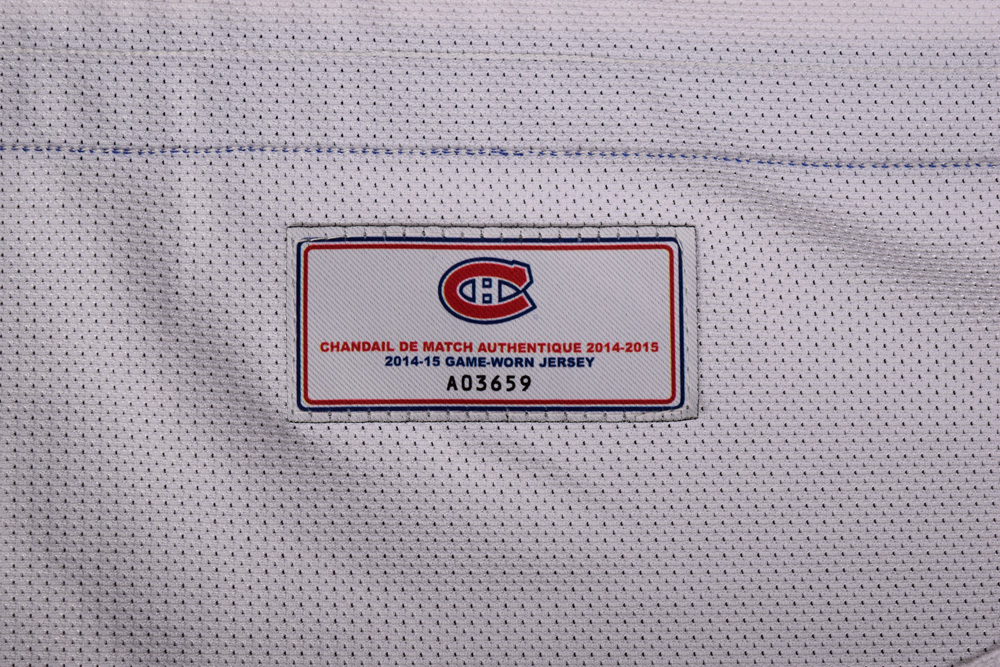 CHANDAIL DE MATCH AUTHENTIQUE 2014-2015
2014-15 GAME-WORN JERSEY
A03659